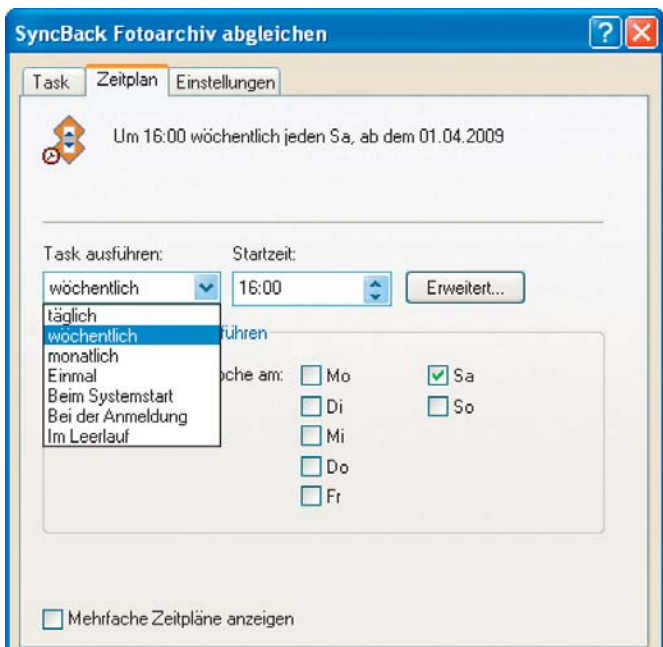 SyncBack Fotoarchiv abgleichen
Task Zeitplan Einstellungen
Um 16:00 wöchentlich jeden Sa, ab dem 01.04.2009
Task ausführen: Startzeit:
wöchentlich 16:00 Erweitert...
täglich
wöchentlich
monatlich
Einmal
Beim Systemstart
Bei der Anmeldung
Im Leerlauf
führen
oche am: Mo Sa
Di So
Mi
Do
Fr
Mehrfache Zeitpläne anzeigen